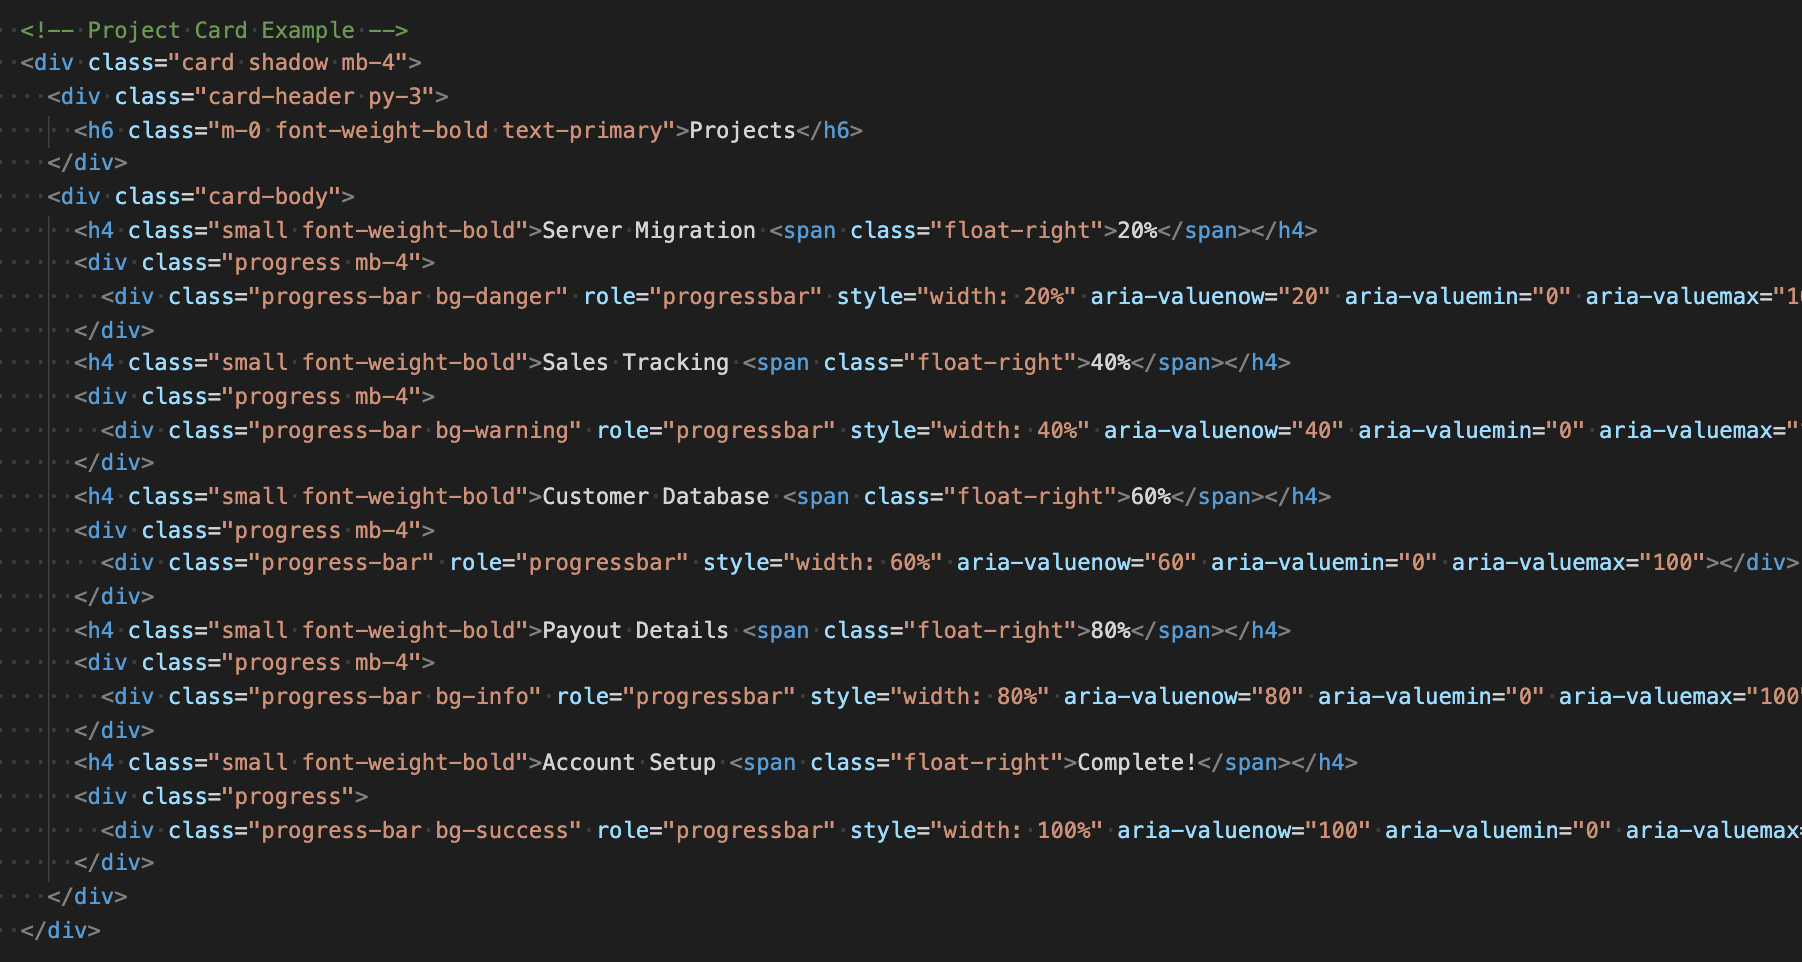 <!-- Project Card Example -->
<div class="card shadow mb-4">
<div class="card-header py-3">
<h6 class="m-0 font-weight-bold text-primary">Projects</h6>
</div>
<div class="card-body">
<h4 class="small font-weight-bold">Server Migration <span class="float-right">20%</span></h4>
<div class="progress mb-4">
<div class="progress-bar bg-danger" role="progressbar" style="width: 20%" aria-valuenow="20" aria-valuemin="0" aria-valuemax="1
</div>
<h4 class="small font-weight-bold">Sales Tracking <span class="float-right">40%</span></h4>
<div class="progress mb-4">
<div class="progress-bar bg-warning" role="progressbar" style="width: 40%" aria-valuenow="40" aria-valuemin="0" aria-valuemax="
</div>
<h4 class="small font-weight-bold">Customer Database <span class="float-right">60%</span></h4>
<div class="progress mb-4">
<div class="progress-bar" role="progressbar" style="width: 60%" aria-valuenow="60" aria-valuemin="0" aria-valuemax="100"></div>
</div>
<h4 class="small font-weight-bold">Payout Details <span class="float-right">80%</span></h4>
<div class="progress mb-4">
<div class="progress-bar bg-info" role="progressbar" style="width: 80%" aria-valuenow="80" aria-valuemin="0" aria-valuemax="100
</div>
<h4 class="small font-weight-bold">Account Setup <span class="float-right">Complete!</span></h4>
<div class="progress">
<div class="progress-bar bg-success" role="progressbar" style="width: 100%" aria-valuenow="100" aria-valuemin="0" aria-valuemax=
</div>
</div>
</div>